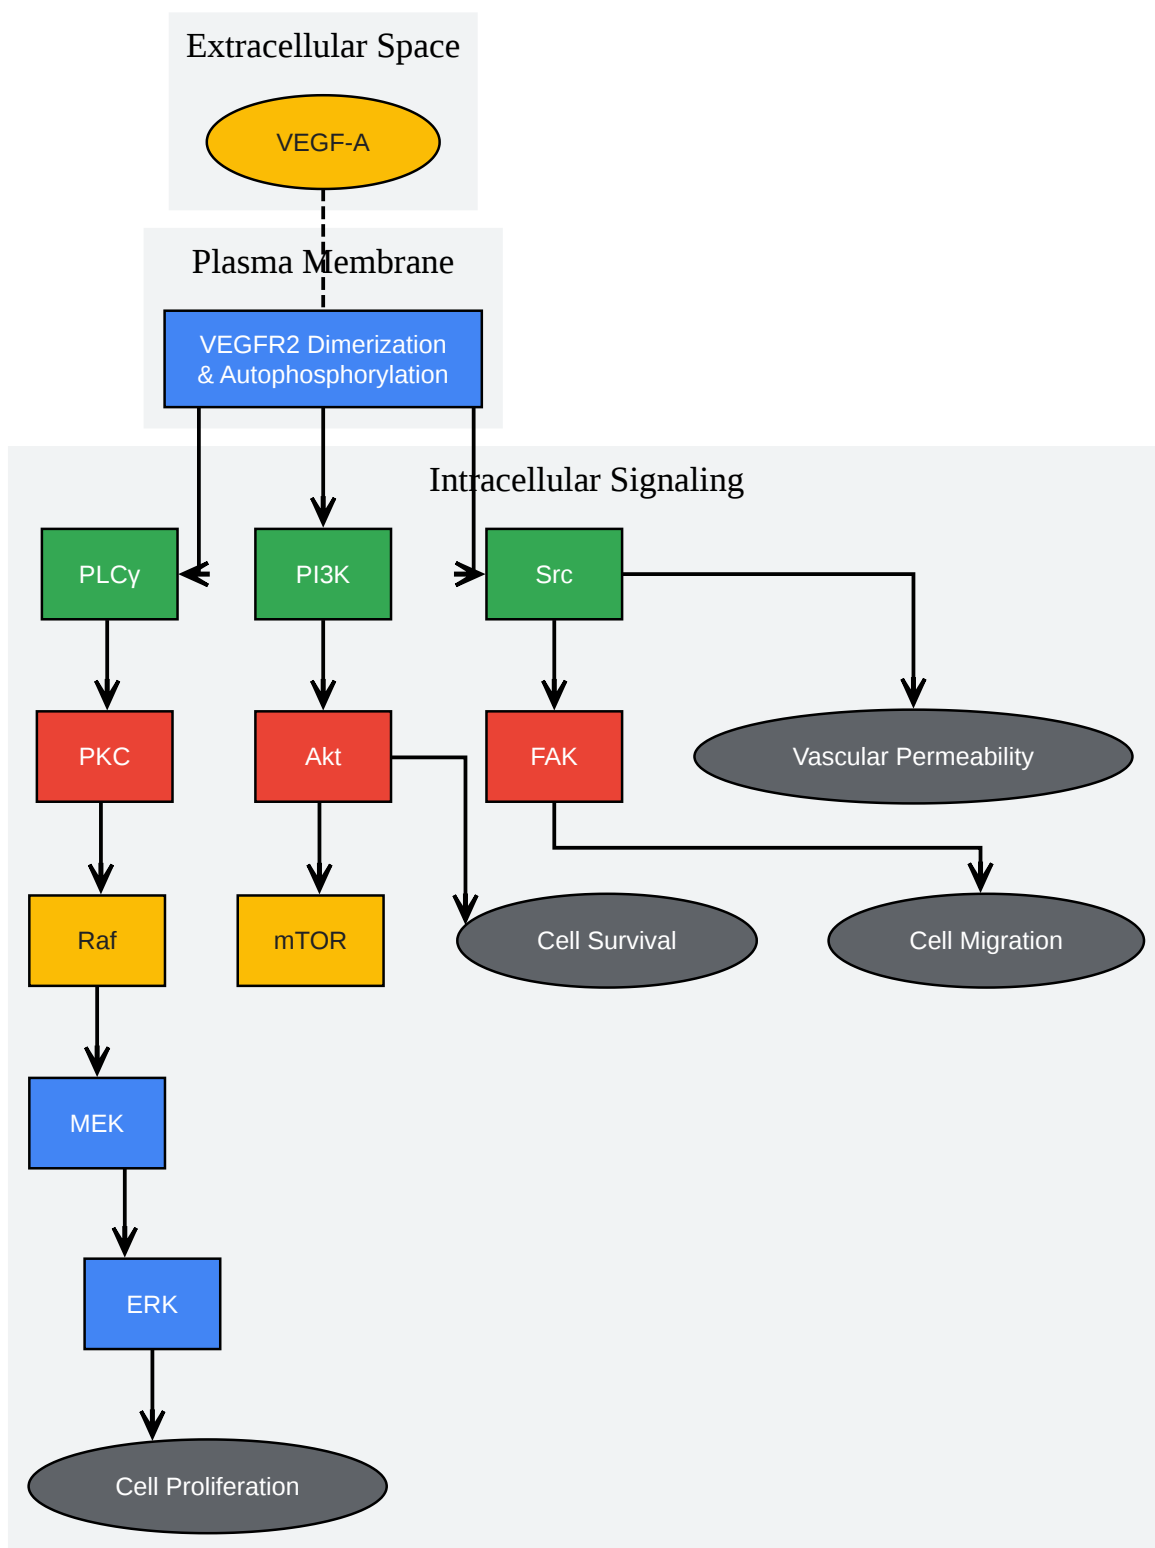 Extracellular Space
VEGF-A
Plasma Membrane
VEGFR2 Dimerization
& Autophosphorylation
Intracellular Signaling
PLCγ
PI3K
Src
PKC
Akt
FAK
Vascular Permeability
Raf
mTOR
Cell Survival
Cell Migration
MEK
ERK
Cell Proliferation